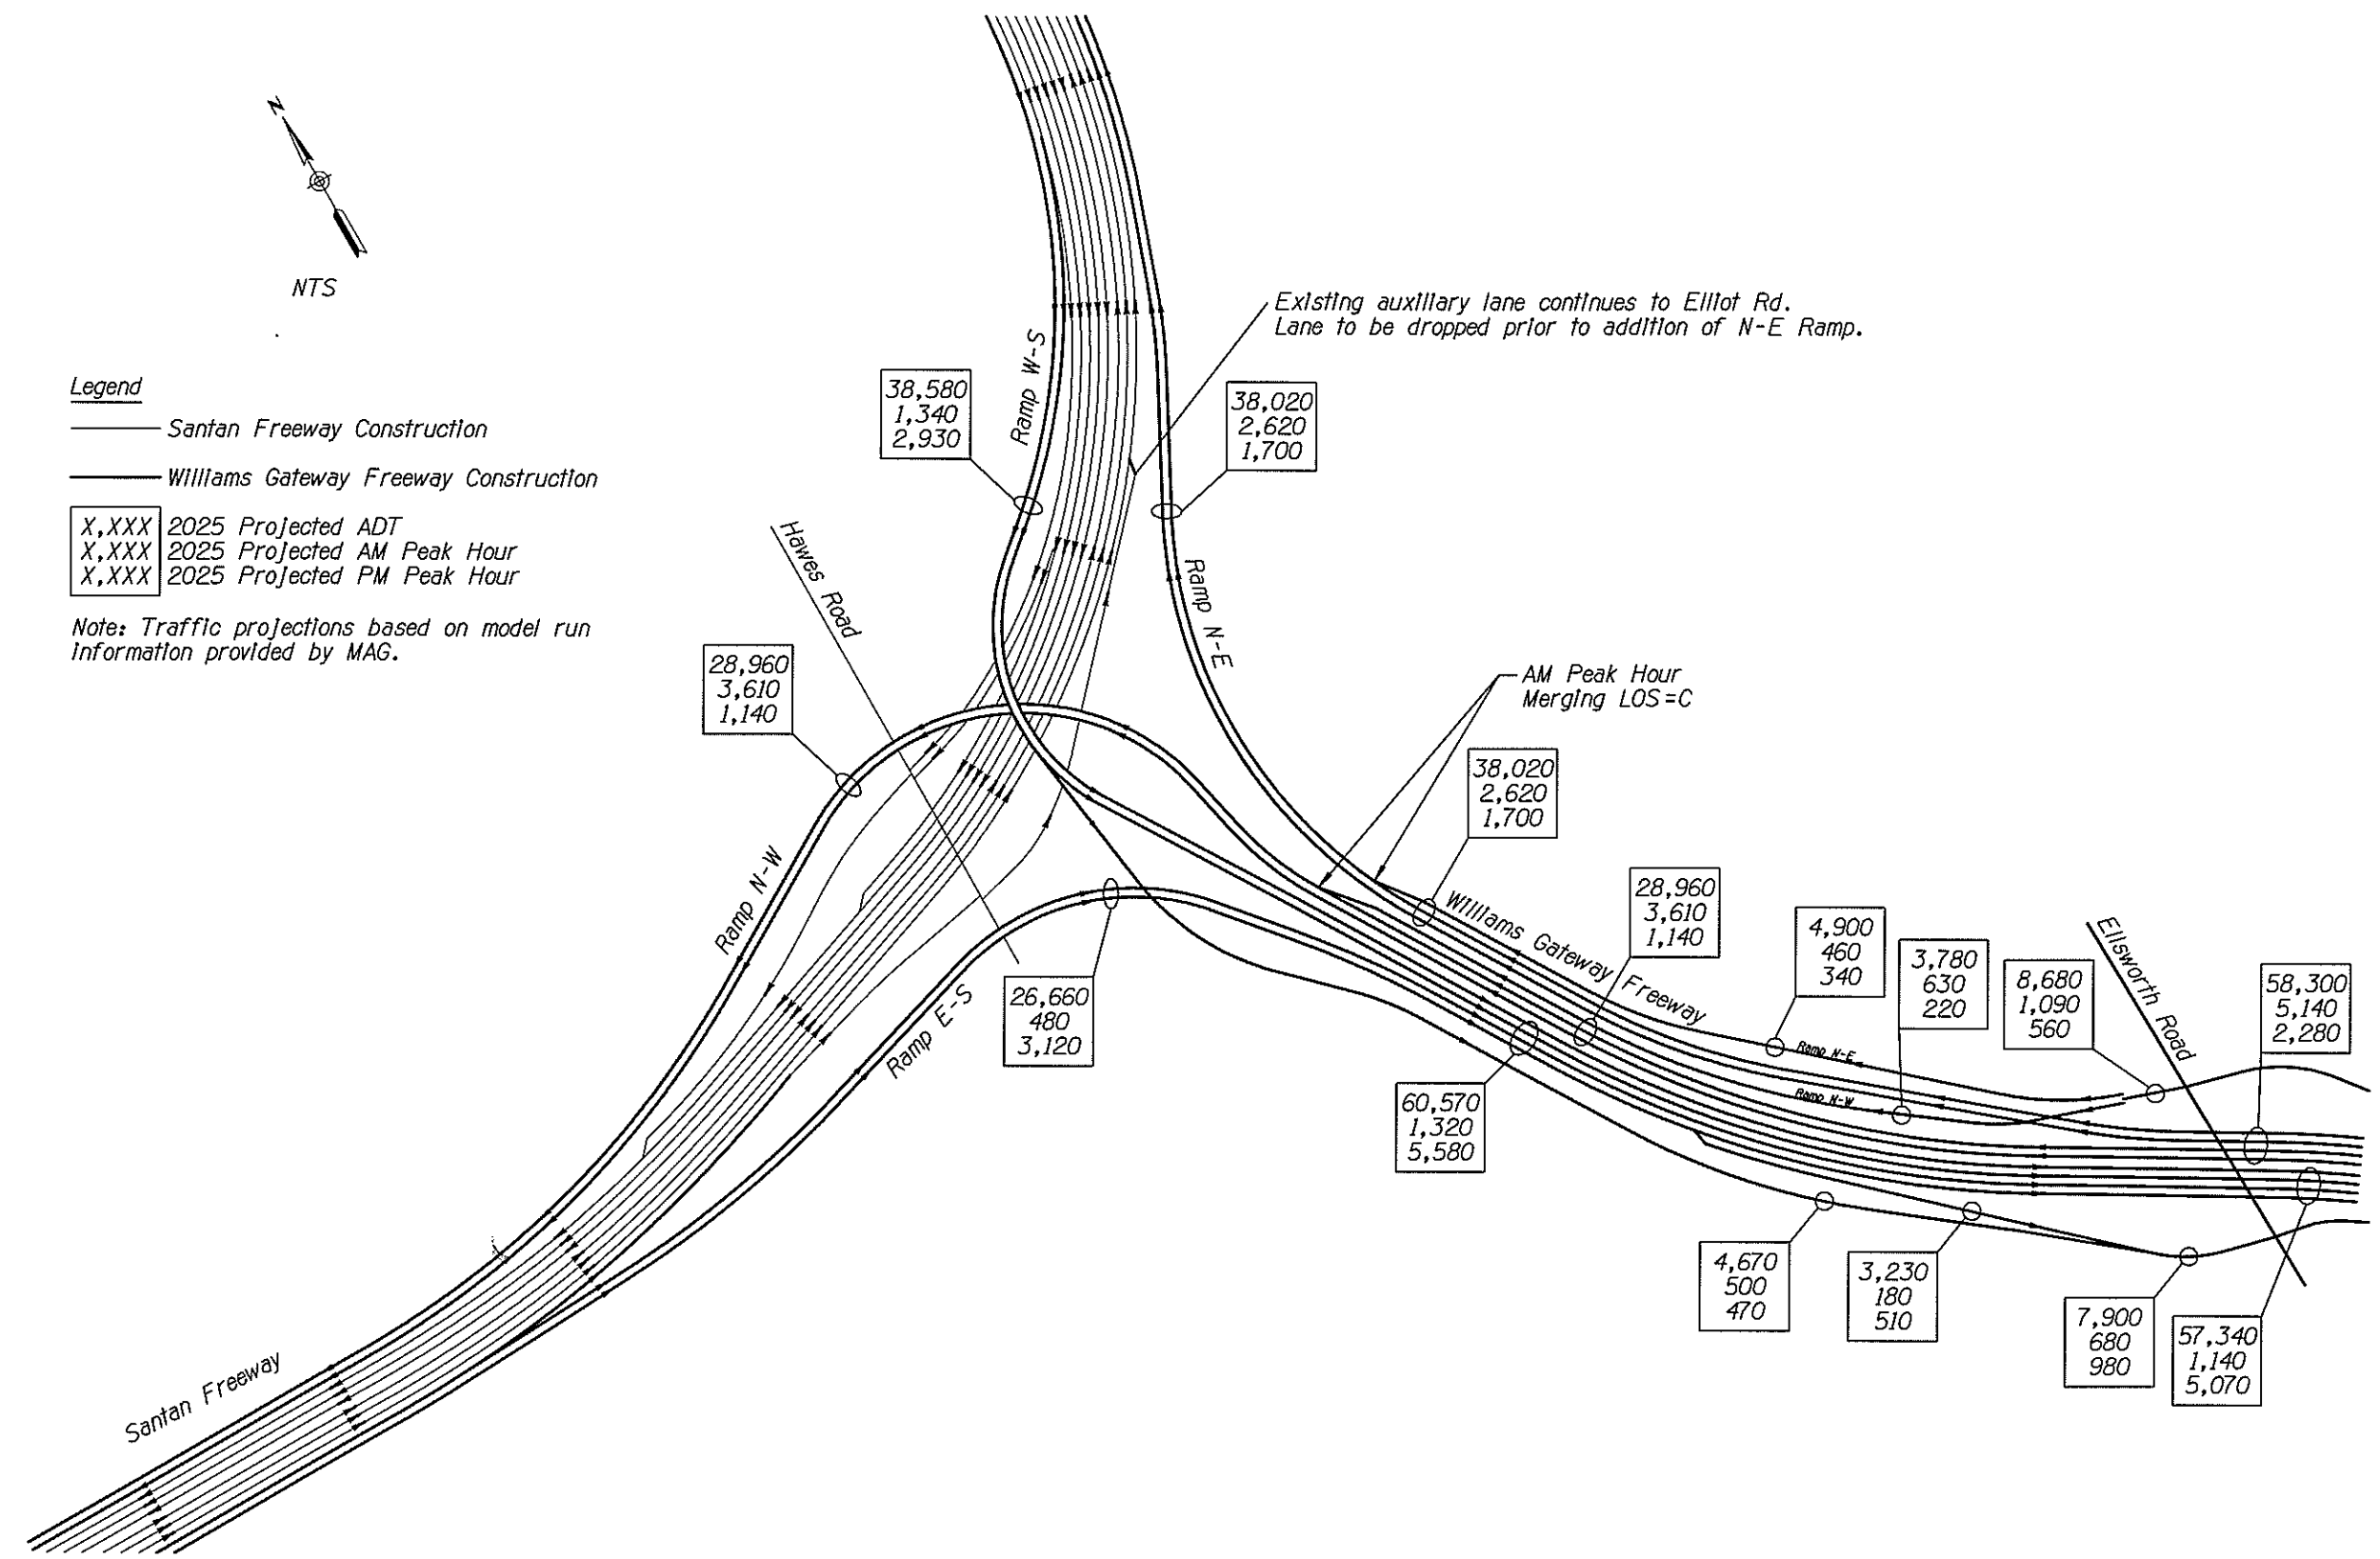 N
NTS
Legend
Santan Freeway Construction
Williams Gateway Freeway Construction
X,XXX 2025 Projected ADT
X,XXX 2025 Projected AM Peak Hour
X,XXX 2025 Projected PM Peak Hour
Note: Traffic projections based on model run
information provided by MAG.
Existing auxiliary lane continues to Elliot Rd.
Lane to be dropped prior to addition of N-E Ramp.
Ramp W-S
38,580
1,340
2,930
38,020
2,620
1,700
Hawes Road
Ramp N-E
28,960
3,610
1,140
AM Peak Hour
Merging LOS=C
38,020
2,620
1,700
Ramp N-W
Williams Gateway Freeway
28,960
3,610
1,140
4,900
460
340
3,780
630
220
8,680
1,090
560
Ellsworth Road
58,300
5,140
2,280
Ramp E-S
26,660
480
3,120
Ramp N-E
Ramp N-W
60,570
1,320
5,580
4,670
500
470
3,230
180
510
7,900
680
980
57,340
1,140
5,070
Santan Freeway